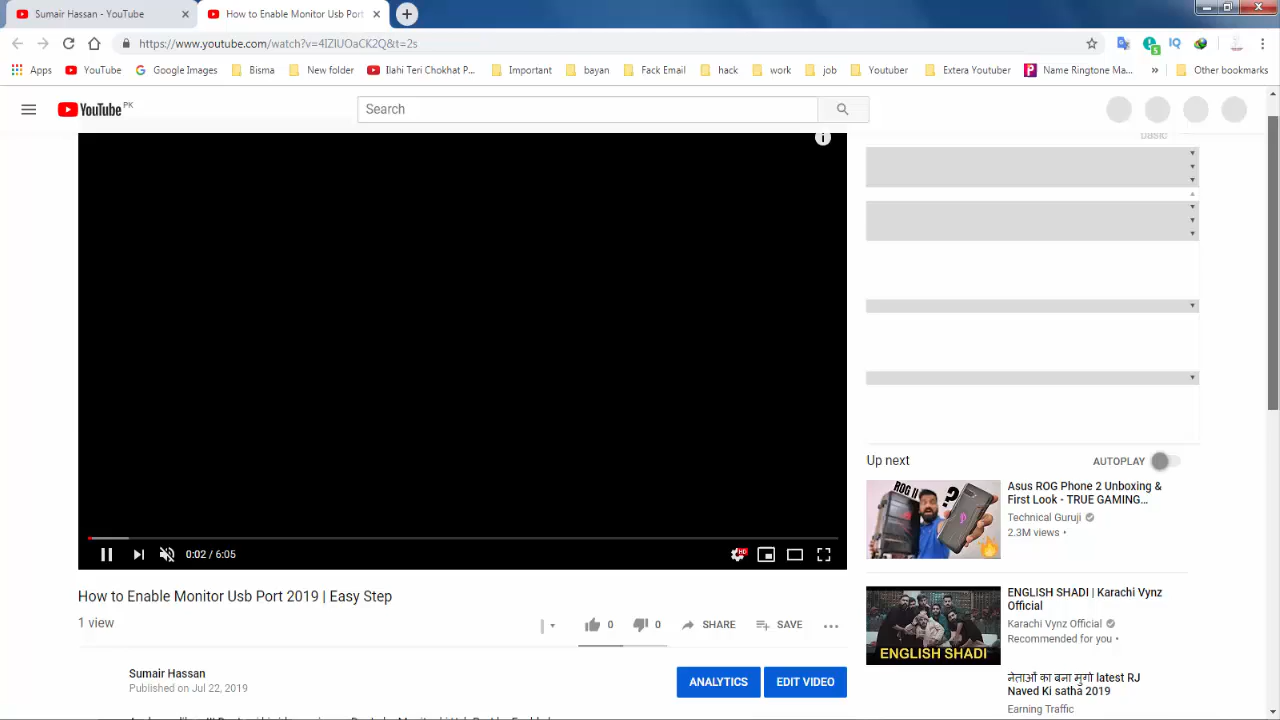 Sumair Hassan - YouTube
How to Enable Monitor Usb Port
https://www.youtube.com/watch?v=4IZIUOaCK2Q&t=2s
Apps YouTube Google Images Bisma New folder Ilahi Teri Chokhat P... Important bayan Fack Email hack work job Youtuber Extera Youtuber Name Ringtone Ma... » Other bookmarks
YouTube PK
Search
basic
0:02 / 6:05
HD
How to Enable Monitor Usb Port 2019 | Easy Step
1 view
0 0 SHARE SAVE
Sumair Hassan
Published on Jul 22, 2019
ANALYTICS EDIT VIDEO
Up next AUTOPLAY
ROG II ?
Asus ROG Phone 2 Unboxing &
First Look - TRUE GAMING...
Technical Guruji
2.3M views •
ENGLISH SHADI
ENGLISH SHADI | Karachi Vynz
Official
Karachi Vynz Official
Recommended for you •
नेताओं का बना मुर्गा latest RJ
Naved Ki satha 2019
Earning Traffic